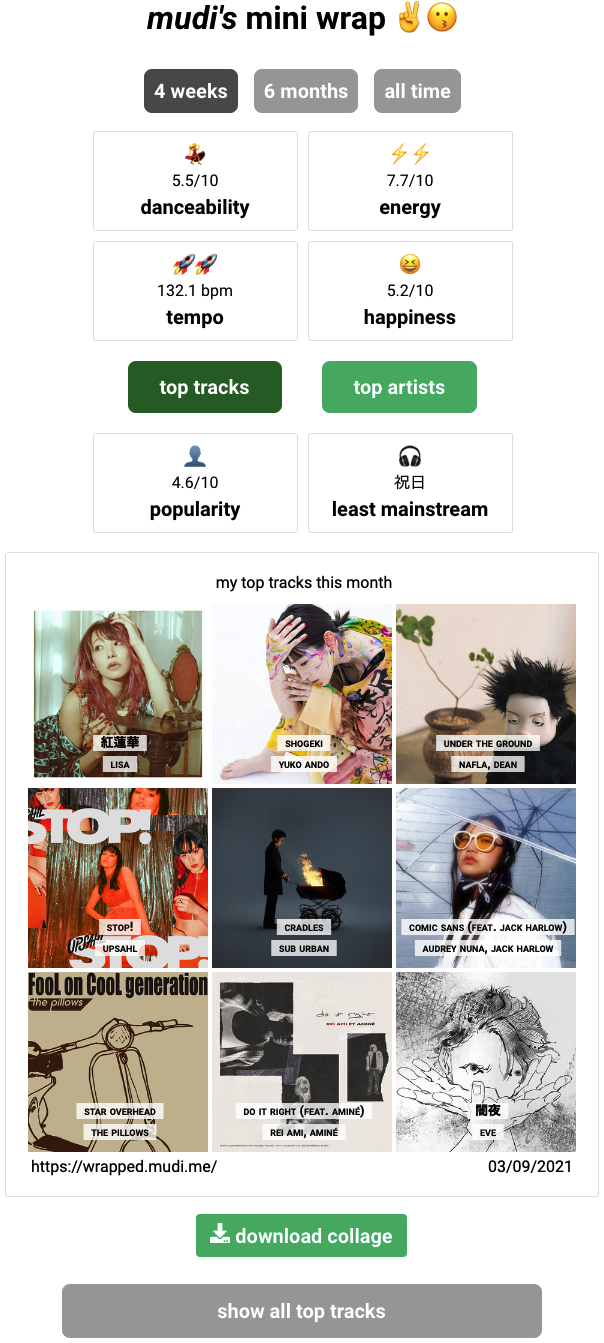 mudi's mini wrap ✌️😗
4 weeks
6 months
all time
💃
5.5/10
danceability
⚡⚡
7.7/10
energy
🚀🚀
132.1 bpm
tempo
😆
5.2/10
happiness
top tracks
top artists
👤
4.6/10
popularity
🎧
祝日
least mainstream
my top tracks this month
紅蓮華
LISA
SHOGEKI
YUKO ANDO
UNDER THE GROUND
NAFLA, DEAN
STOP!
UPSAHL
STOP!
UPSAHL
STOP!
CRADLES
SUB URBAN
COMIC SANS (FEAT. JACK HARLOW)
AUDREY NUNA, JACK HARLOW
FooL on CooL generation
the pillows
STAR OVERHEAD
THE PILLOWS
do it right
REI AMI FT AMINÉ
DO IT RIGHT (FEAT. AMINÉ)
REI AMI, AMINÉ
闇夜
EVE
https://wrapped.mudi.me/
03/09/2021
download collage
show all top tracks